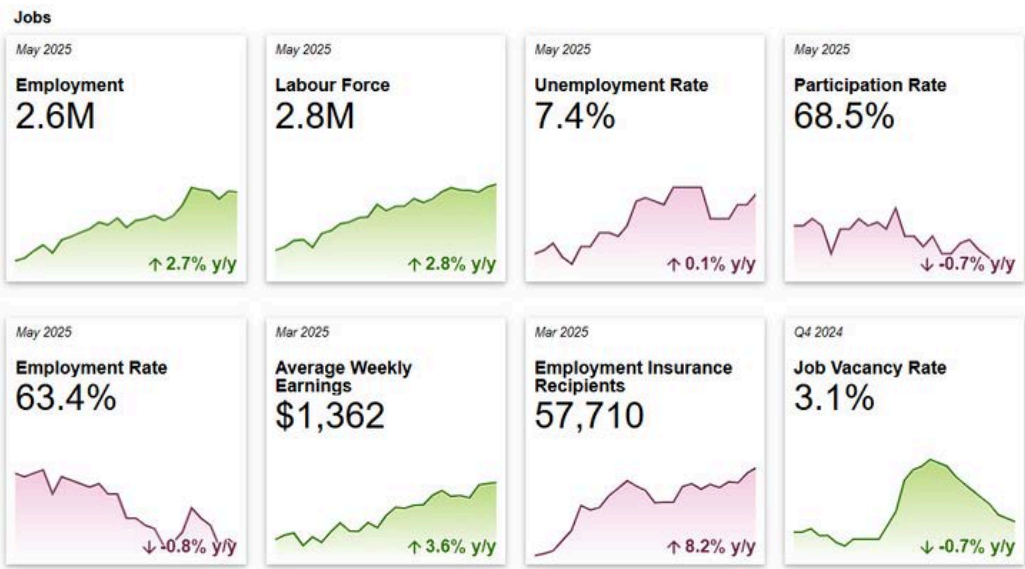 Jobs
May 2025
Employment
2.6M
↑ 2.7% y/y
May 2025
Labour Force
2.8M
↑ 2.8% y/y
May 2025
Unemployment Rate
7.4%
↑ 0.1% y/y
May 2025
Participation Rate
68.5%
↓ -0.7% y/y
May 2025
Employment Rate
63.4%
↓ -0.8% y/y
Mar 2025
Average Weekly
Earnings
$1,362
↑ 3.6% y/y
Mar 2025
Employment Insurance
Recipients
57,710
↑ 8.2% y/y
Q4 2024
Job Vacancy Rate
3.1%
↓ -0.7% y/y